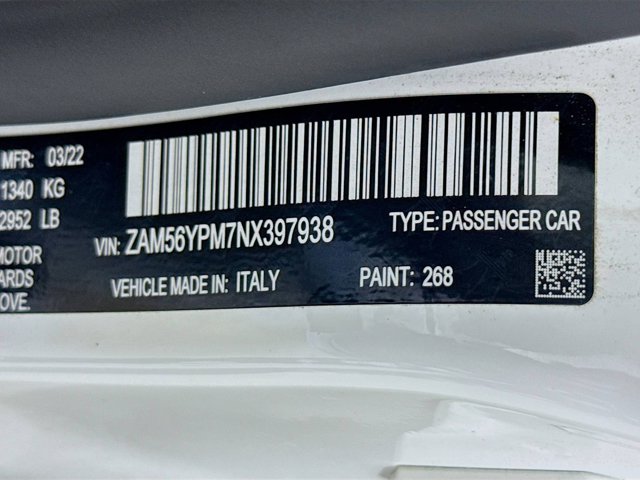 MFR: 03/22
1340 KG
2952 LB
MOTOR
VIN: ZAM56YPM7NX397938
TYPE: PASSENGER CAR
ARDS
OVE.
VEHICLE MADE IN: ITALY
PAINT: 268